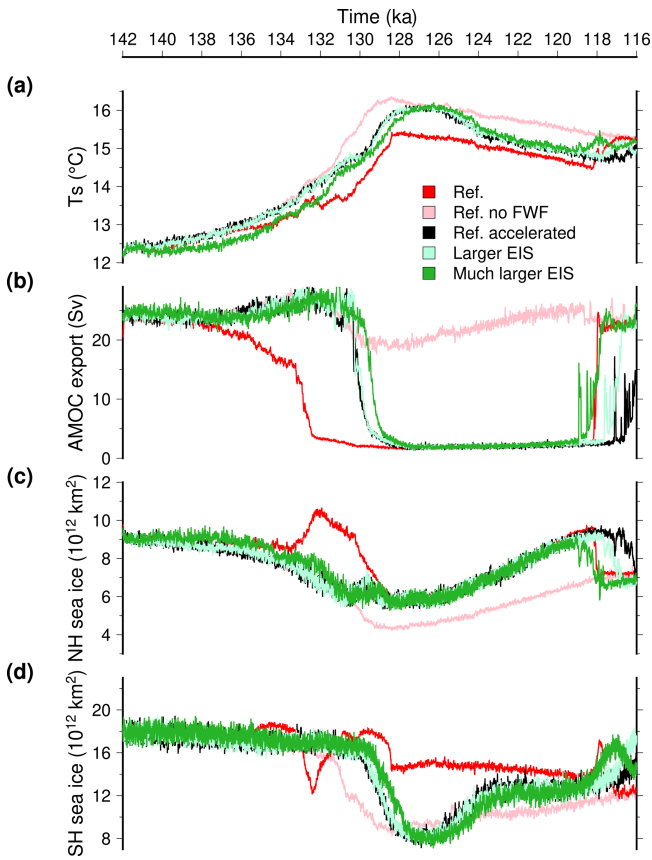 Time (ka)
142 140 138 136 134 132 130 128 126 124 122 120 118 116
(a)
Ts (°C)
16
15
14
13
12
Ref.
Ref. no FWF
Ref. accelerated
Larger EIS
Much larger EIS
(b)
AMOC export (Sv)
20
10
0
(c)
NH sea ice (10¹² km²)
12
10
8
6
4
(d)
SH sea ice (10¹² km²)
20
16
12
8